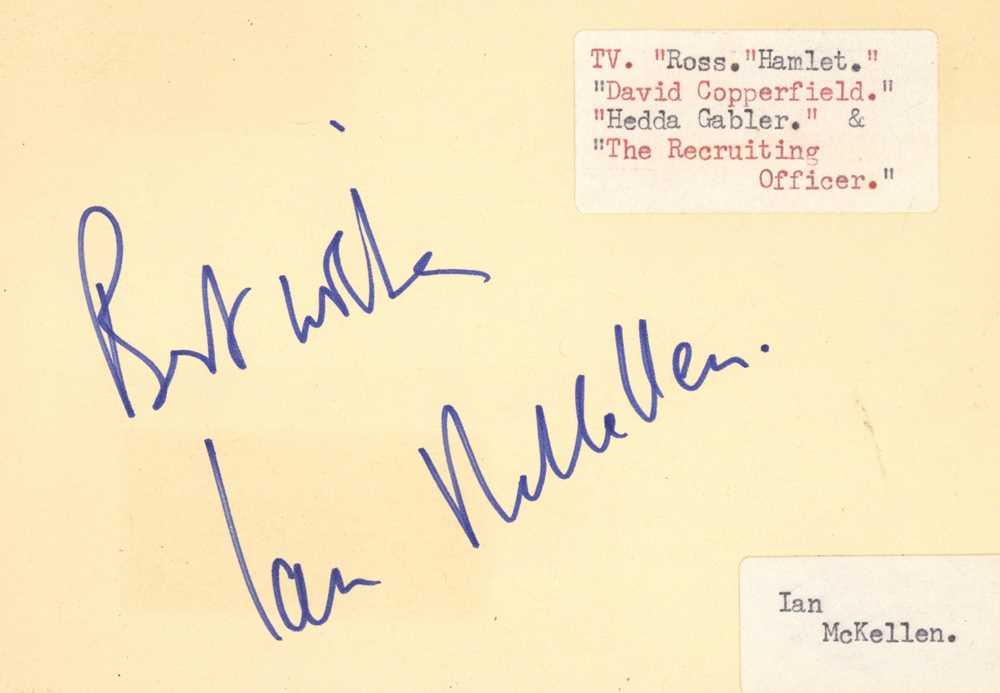 TV. "Ross."Hamlet."
"David Copperfield."
"Hedda Gabler." &
"The Recruiting
Officer."
Best wishes
Ian McKellen.
Ian
McKellen.